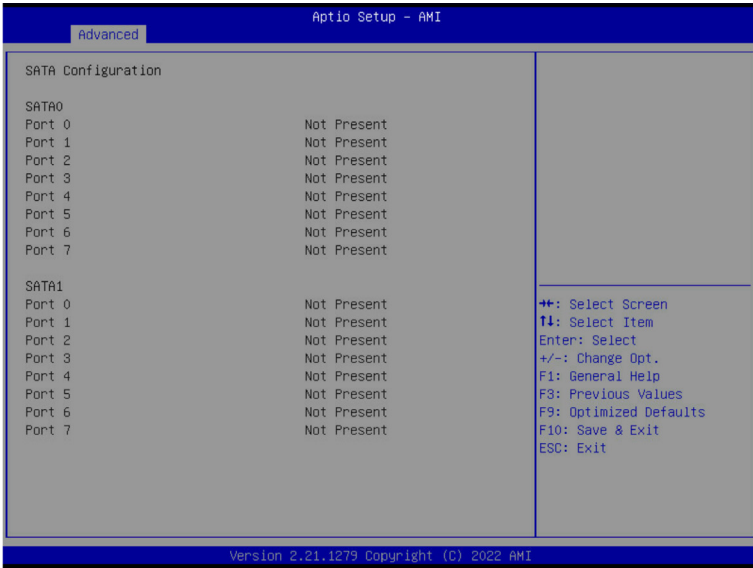 Aptio Setup - AMI
Advanced
SATA Configuration
SATA0
Port 0 Not Present
Port 1 Not Present
Port 2 Not Present
Port 3 Not Present
Port 4 Not Present
Port 5 Not Present
Port 6 Not Present
Port 7 Not Present
SATA1
Port 0 Not Present
Port 1 Not Present
Port 2 Not Present
Port 3 Not Present
Port 4 Not Present
Port 5 Not Present
Port 6 Not Present
Port 7 Not Present
→←: Select Screen
↑↓: Select Item
Enter: Select
+/-: Change Opt.
F1: General Help
F3: Previous Values
F9: Optimized Defaults
F10: Save & Exit
ESC: Exit
Version 2.21.1279 Copyright (C) 2022 AMI